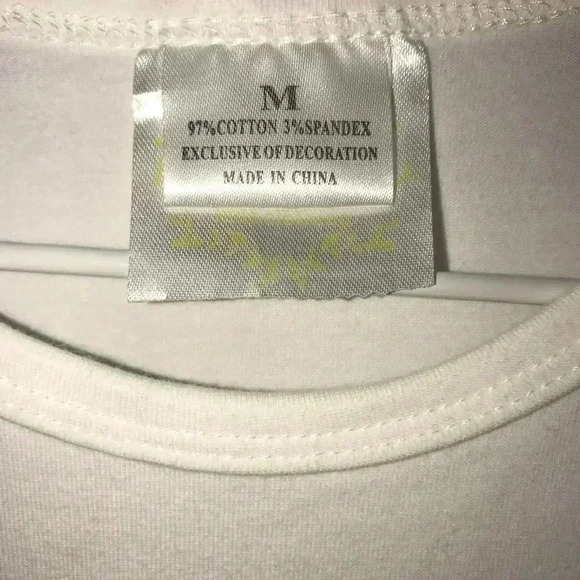 M
97%COTTON 3%SPANDEX
EXCLUSIVE OF DECORATION
MADE IN CHINA